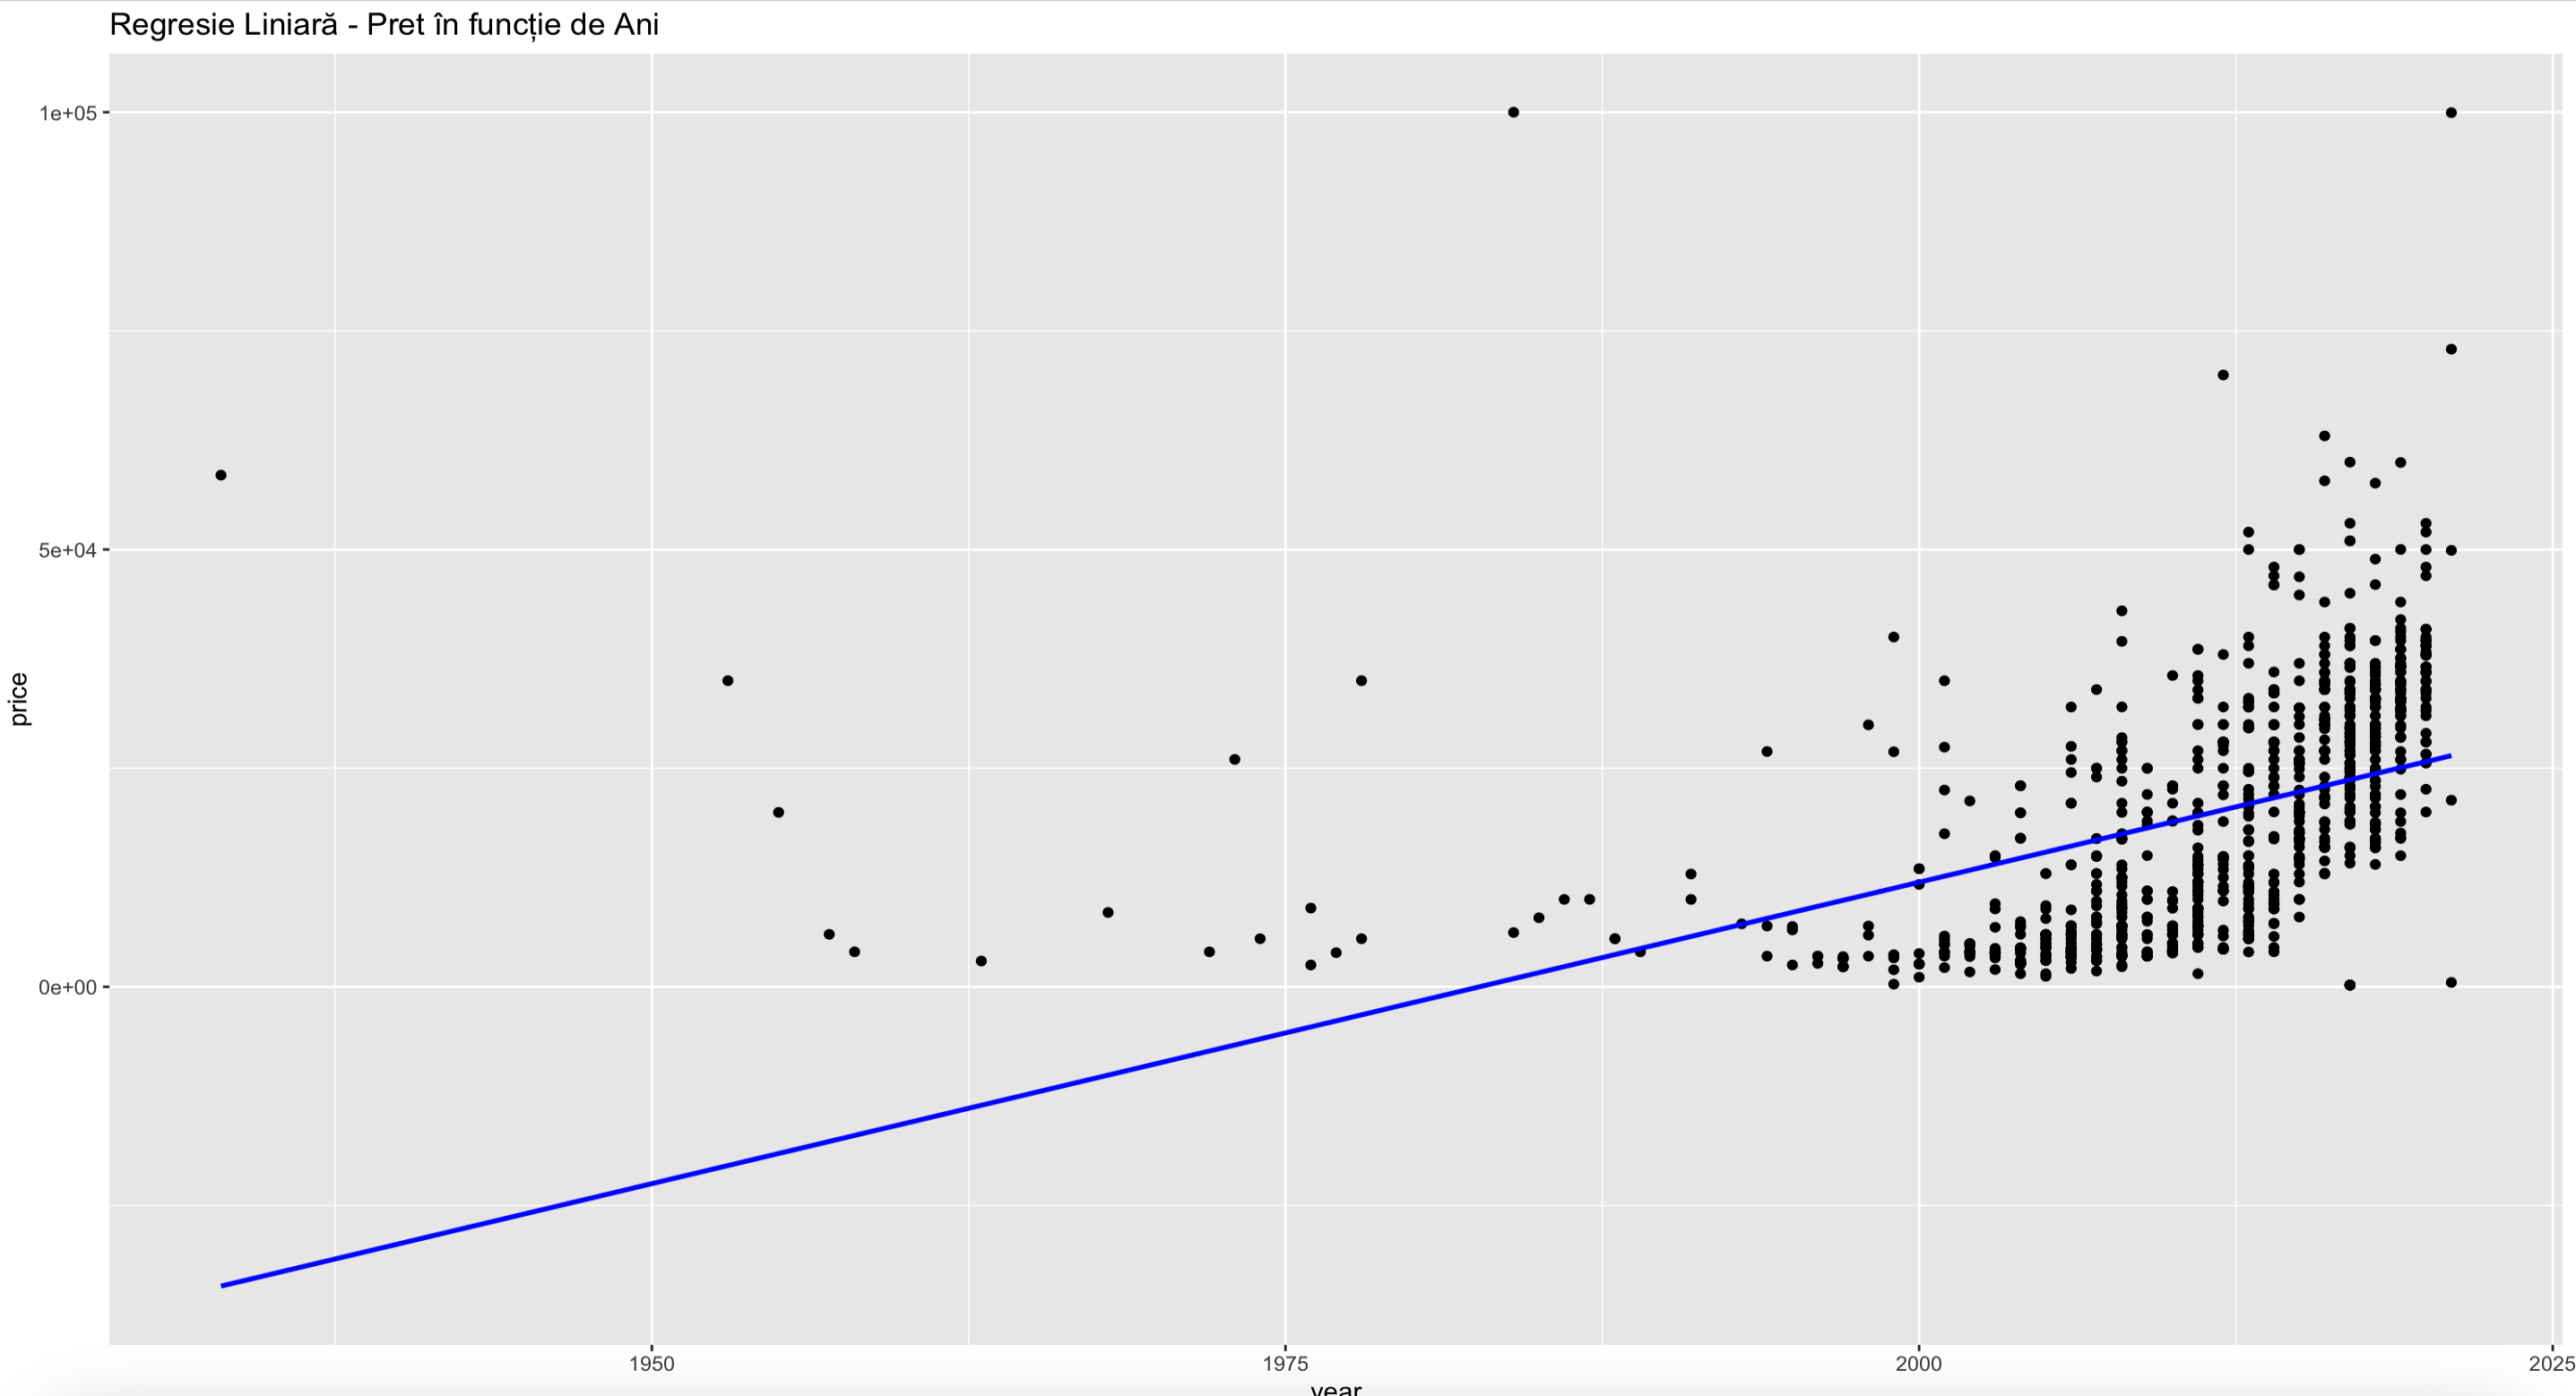 Regresie Liniară - Pret în funcție de Ani
1e+05
5e+04
0e+00
price
1950
1975
2000
2025
year